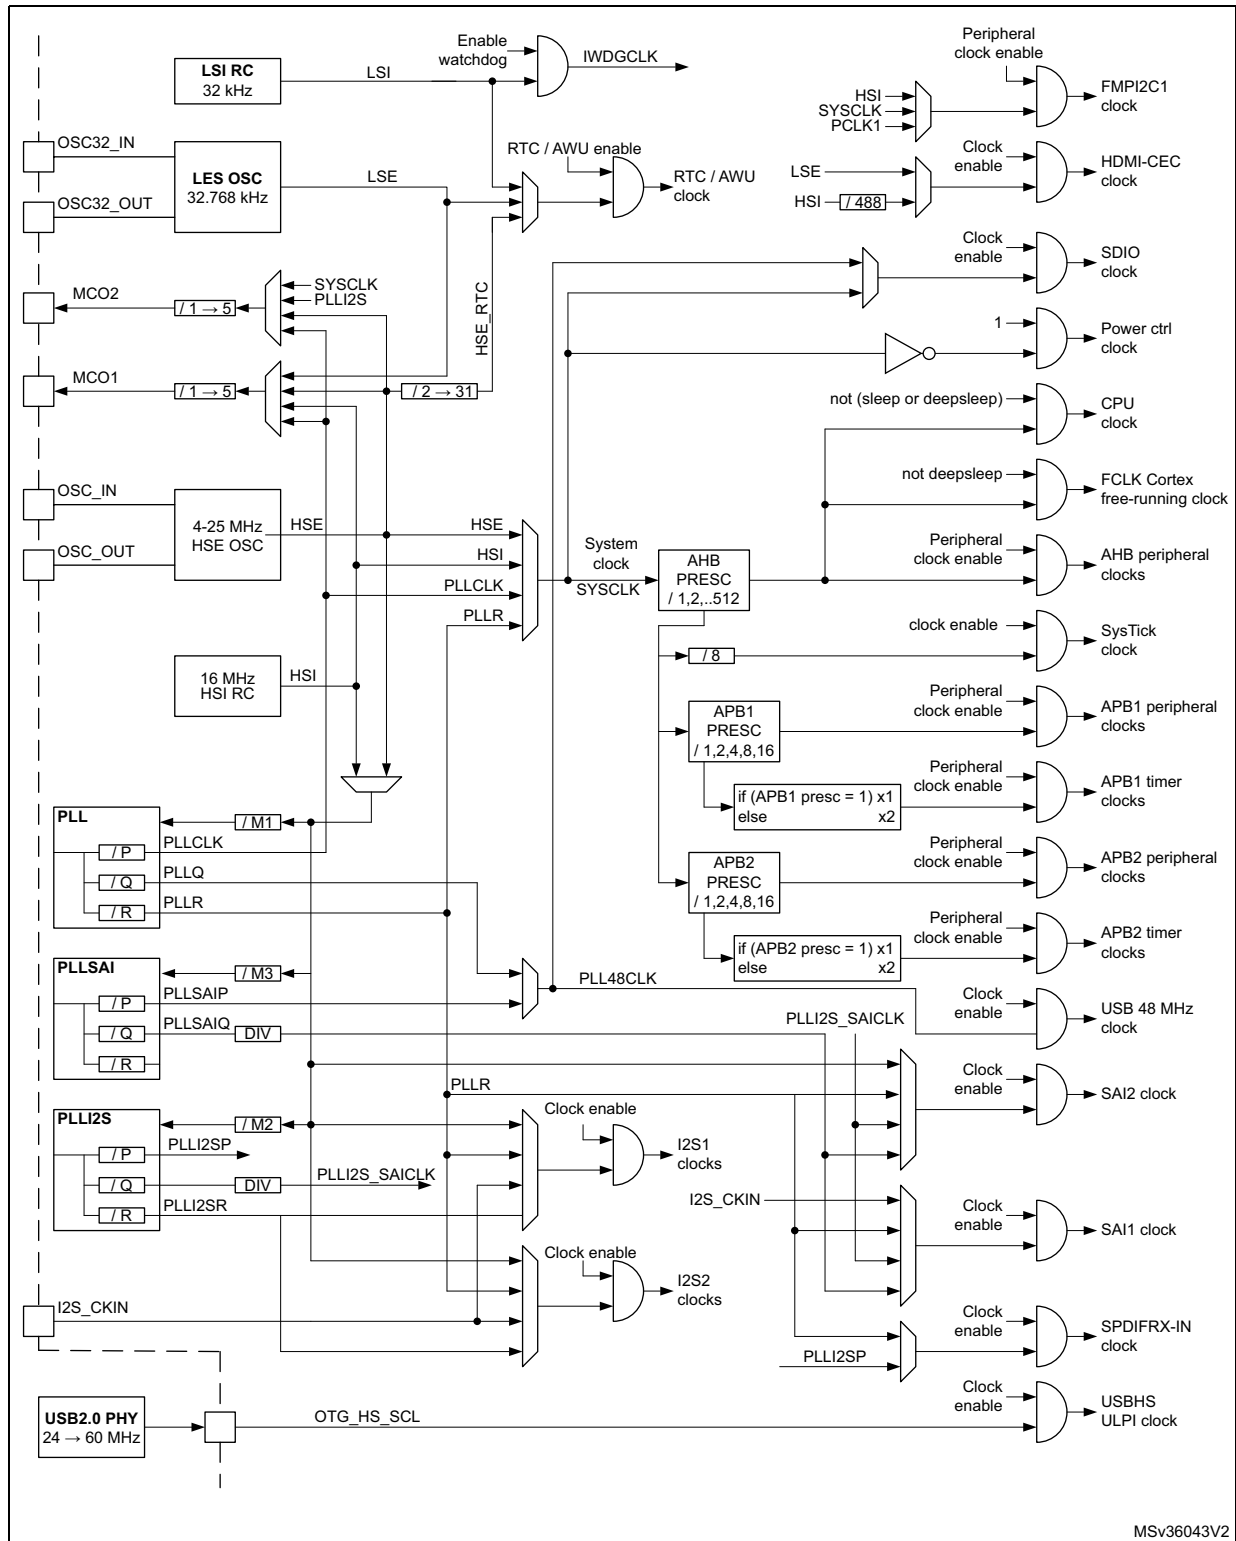 Enable
watchdog
IWDGCLK
LSI RC
32 kHz
LSI
Peripheral
clock enable
HSI
SYSCLK
PCLK1
FMPI2C1
clock
OSC32_IN
LES OSC
32.768 kHz
LSE
OSC32_OUT
RTC / AWU enable
RTC / AWU
clock
LSE
HSI
/ 488
Clock
enable
HDMI-CEC
clock
Clock
enable
SDIO
clock
MCO2
/ 1 → 5
SYSCLK
PLLI2S
HSE_RTC
1
Power ctrl
clock
MCO1
/ 1 → 5
/ 2 → 31
not (sleep or deepsleep)
CPU
clock
not deepsleep
FCLK Cortex
free-running clock
OSC_IN
OSC_OUT
4-25 MHz
HSE OSC
HSE
HSE
HSI
PLLCLK
PLLR
System
clock
SYSCLK
AHB
PRESC
/ 1,2,..512
Peripheral
clock enable
AHB peripheral
clocks
clock enable
/ 8
SysTick
clock
16 MHz
HSI RC
HSI
APB1
PRESC
/ 1,2,4,8,16
Peripheral
clock enable
APB1 peripheral
clocks
if (APB1 presc = 1) x1
else x2
Peripheral
clock enable
APB1 timer
clocks
PLL
/ M1
/ P
PLLCLK
/ Q
PLLQ
/ R
PLLR
APB2
PRESC
/ 1,2,4,8,16
Peripheral
clock enable
APB2 peripheral
clocks
if (APB2 presc = 1) x1
else x2
Peripheral
clock enable
APB2 timer
clocks
PLLSAI
/ M3
/ P
PLLSAIP
/ Q
PLLSAIQ
DIV
/ R
PLL48CLK
Clock
enable
USB 48 MHz
clock
PLLI2S_SAICLK
PLLR
Clock
enable
SAI2 clock
PLLI2S
/ M2
/ P
PLLI2SP
/ Q
DIV
PLLI2S_SAICLK
/ R
PLLI2SR
Clock enable
I2S1
clocks
I2S_CKIN
Clock
enable
SAI1 clock
Clock enable
I2S2
clocks
I2S_CKIN
PLLI2SP
Clock
enable
SPDIFRX-IN
clock
USB2.0 PHY
24 → 60 MHz
OTG_HS_SCL
Clock
enable
USBHS
ULPI clock
MSv36043V2